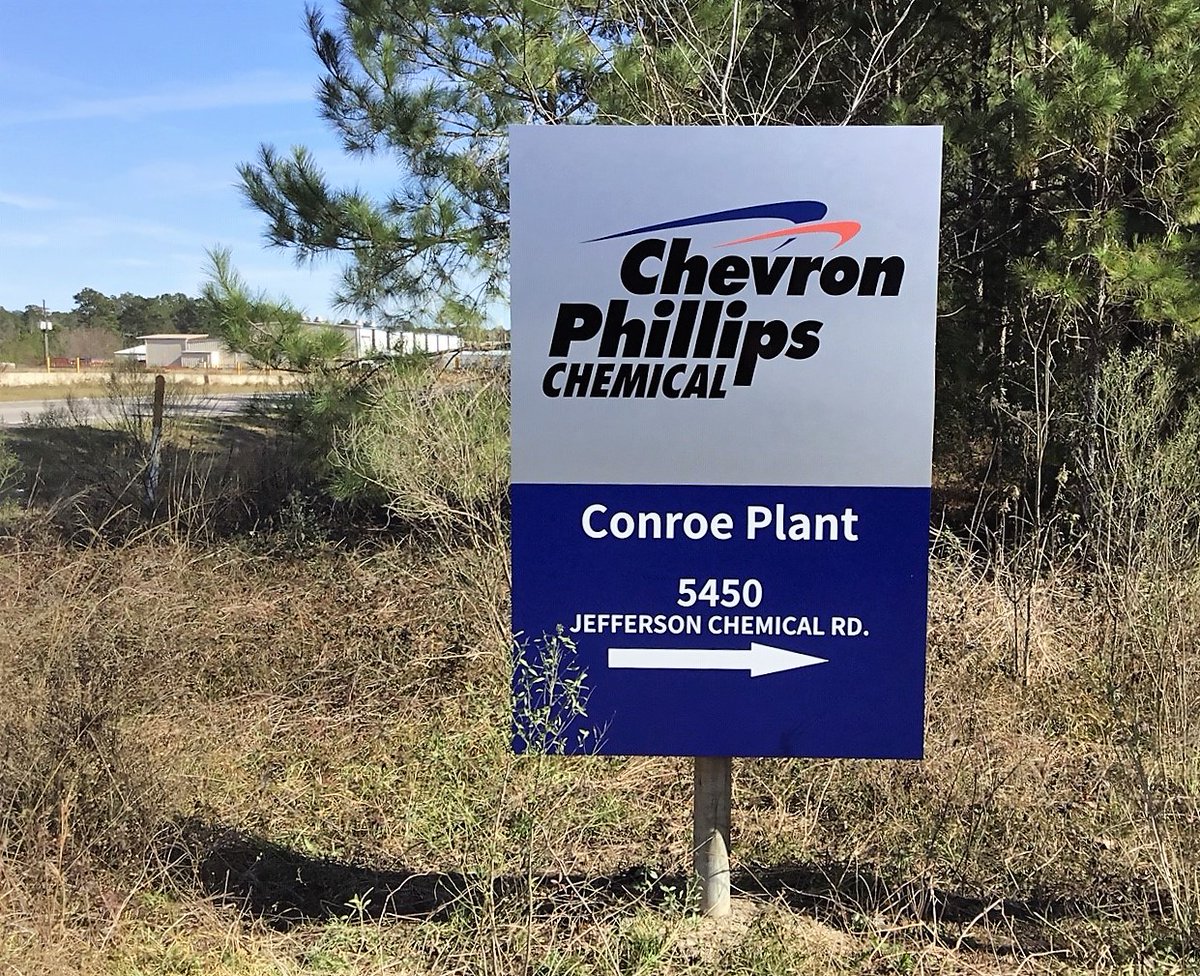 Chevron
Phillips
CHEMICAL
Conroe Plant
5450
JEFFERSON CHEMICAL RD.